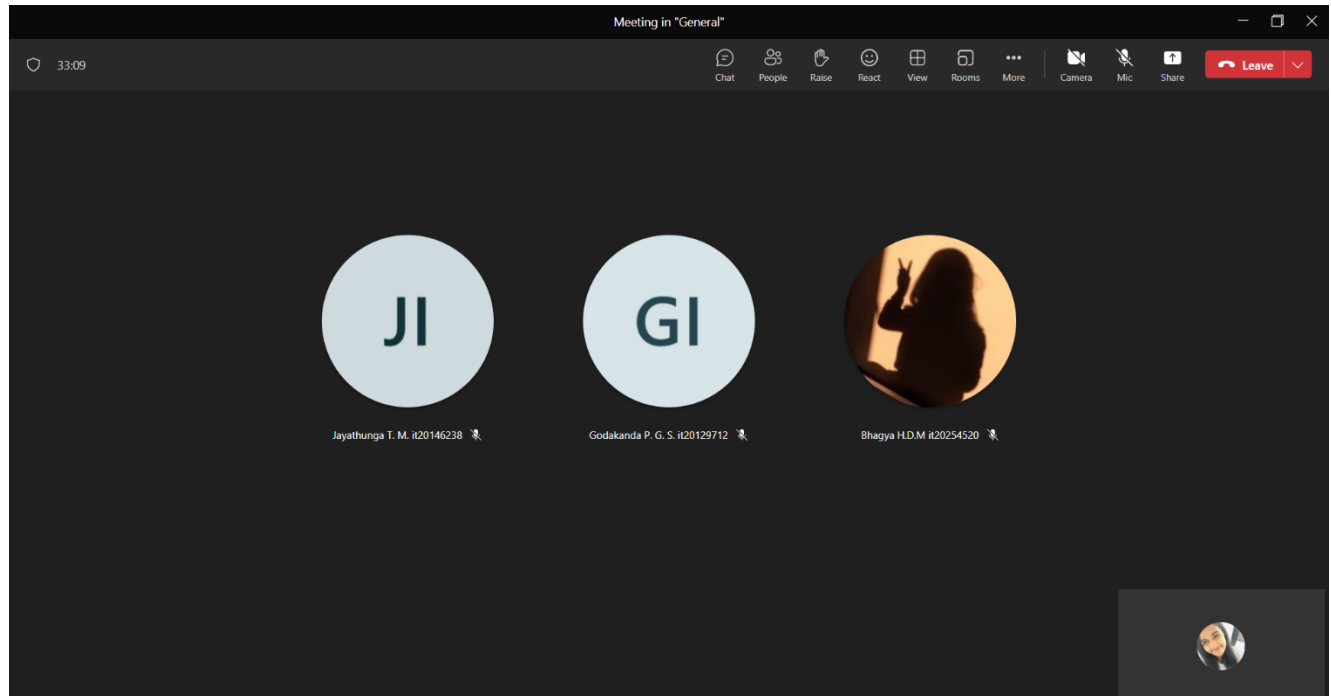 Meeting in "General"
33:09
Chat People Raise React View Rooms More Camera Mic Share Leave
JI
GI
Jayathunga T. M. it20146238
Godakanda P. G. S. it20129712
Bhagya H.D.M it20254520